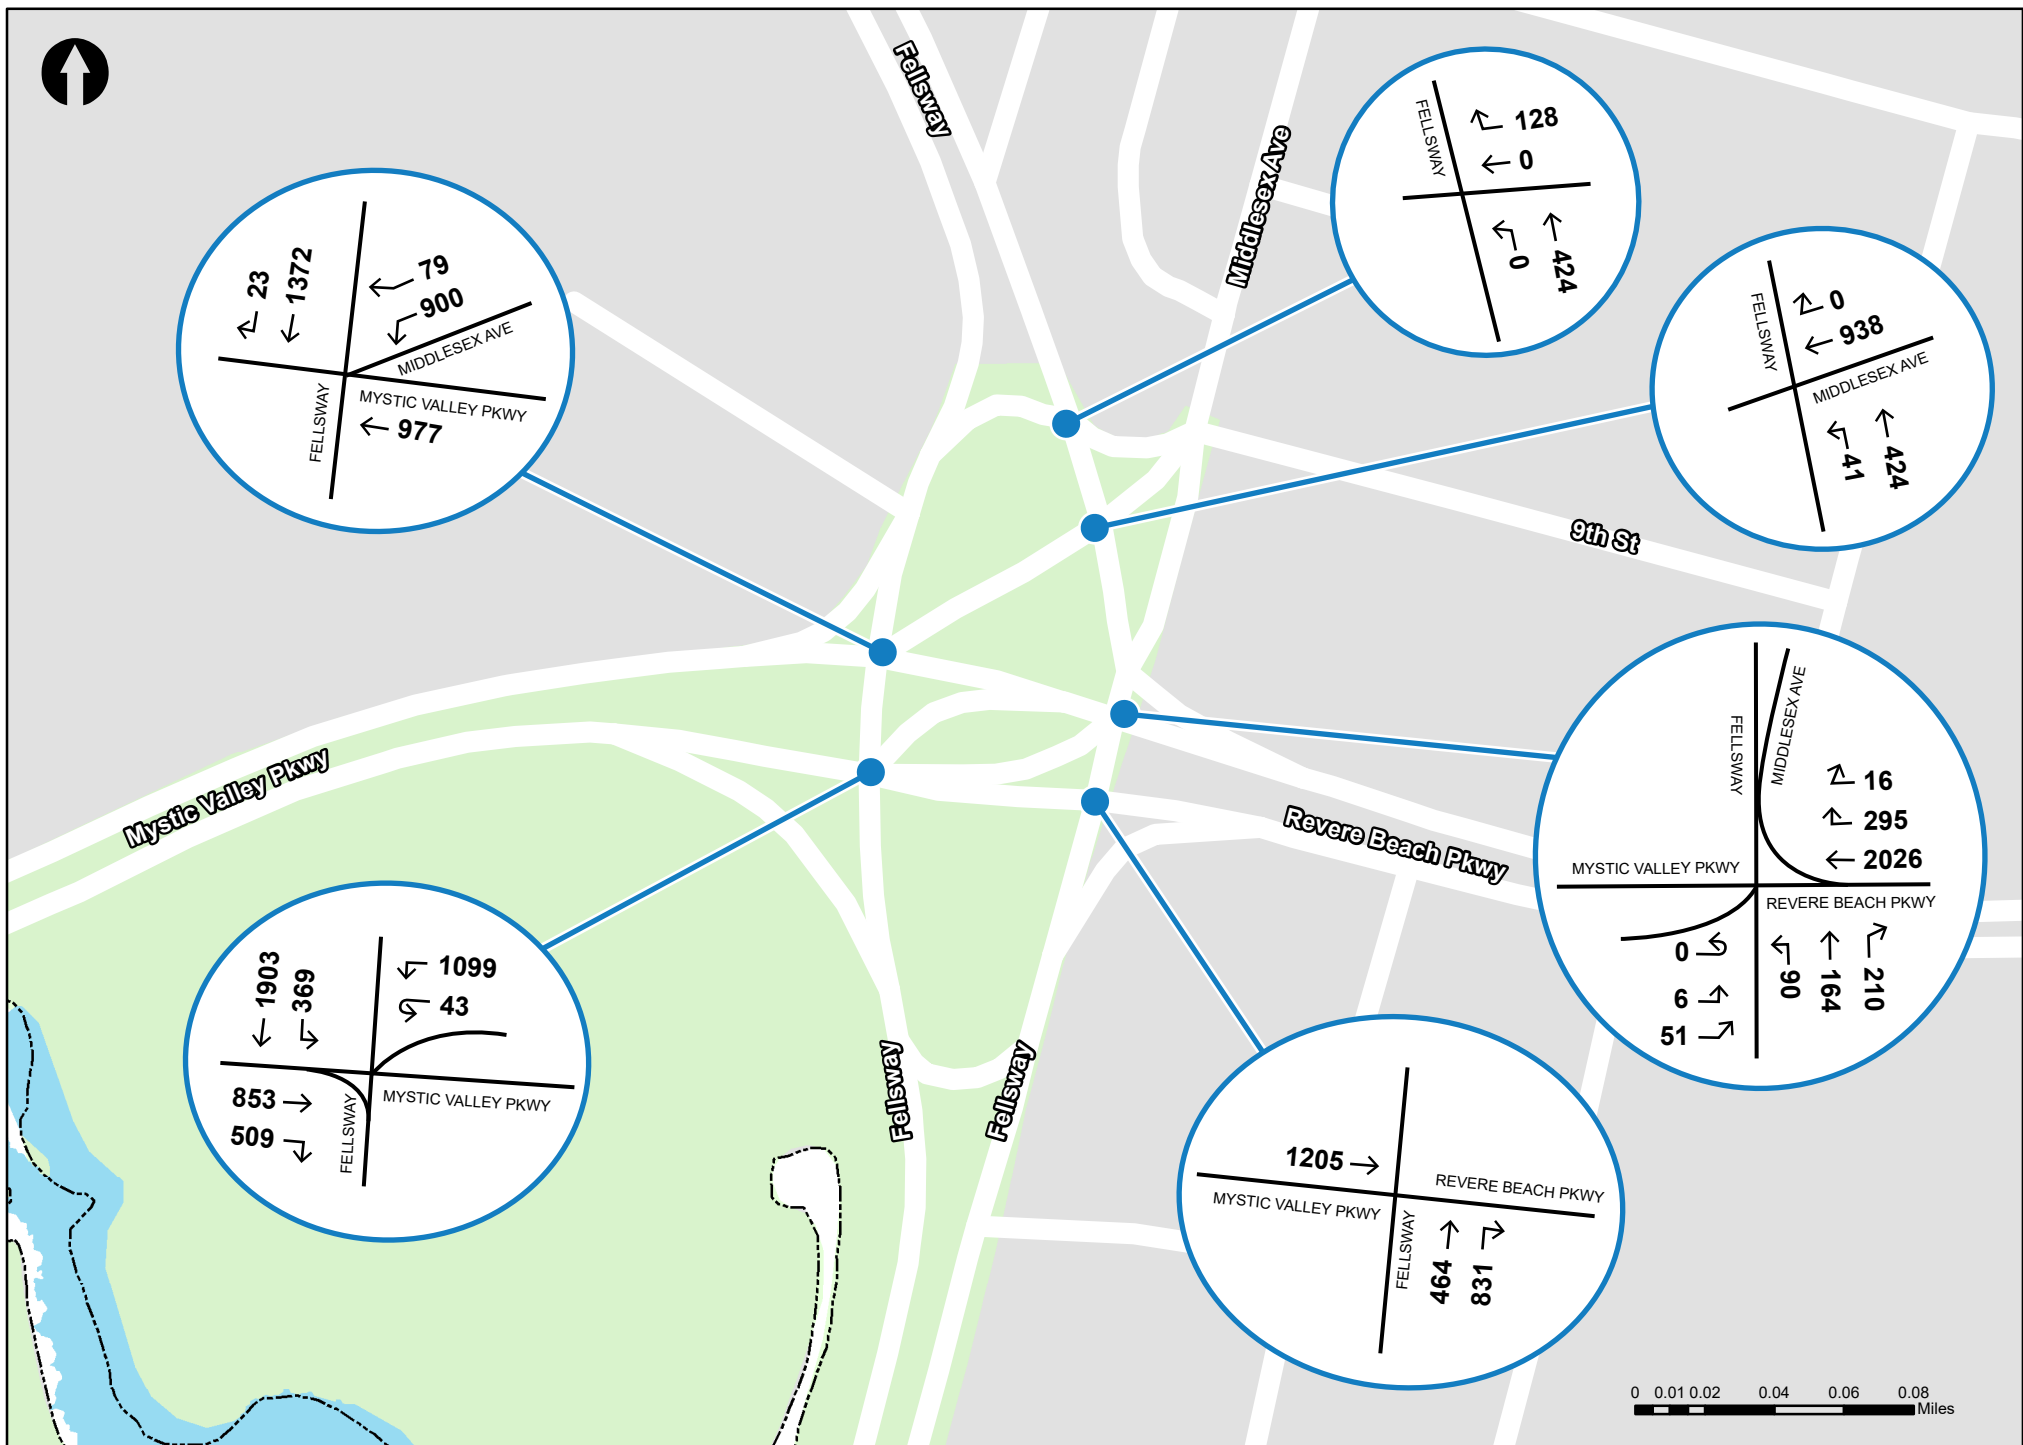 Fellsway
Middlesex Ave
9th St
Mystic Valley Pkwy
Revere Beach Pkwy
Fellsway
Fellsway
FELLSWAY
128
0
0
424
FELLSWAY
0
938
MIDDLESEX AVE
41
424
23
1372
79
900
MIDDLESEX AVE
FELLSWAY
MYSTIC VALLEY PKWY
977
FELLSWAY
MIDDLESEX AVE
16
295
2026
MYSTIC VALLEY PKWY
REVERE BEACH PKWY
0
6
51
90
164
210
1903
369
1099
43
853
509
FELLSWAY
MYSTIC VALLEY PKWY
1205
REVERE BEACH PKWY
MYSTIC VALLEY PKWY
FELLSWAY
464
831
0 0.01 0.02 0.04 0.06 0.08
Miles